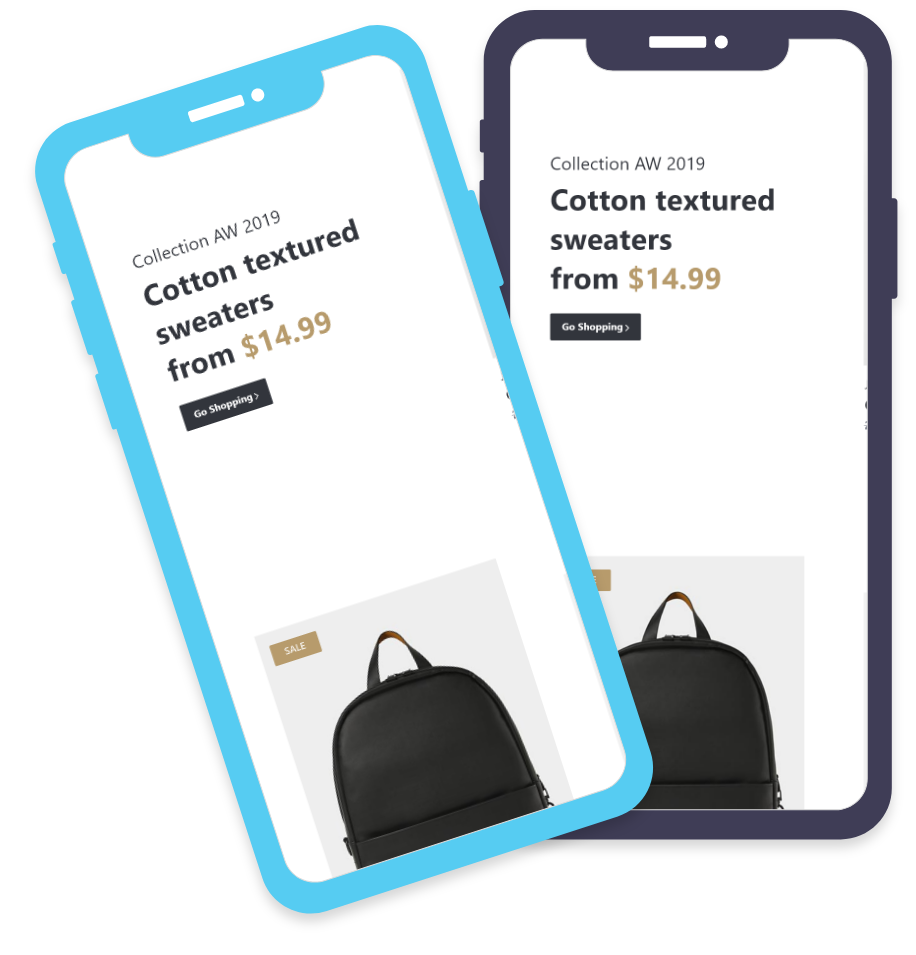 Collection AW 2019
Cotton textured
sweaters
from $14.99
Go Shopping
SALE
Collection AW 2019
Cotton textured
sweaters
from $14.99
Go Shopping